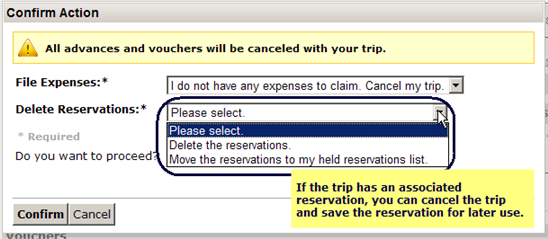 Confirm Action
All advances and vouchers will be canceled with your trip.
File Expenses:* I do not have any expenses to claim. Cancel my trip.
Delete Reservations:* Please select.
Please select.
* Required
Delete the reservations.
Do you want to proceed?
Move the reservations to my held reservations list.
If the trip has an associated
reservation, you can cancel the trip
and save the reservation for later use.
Confirm Cancel
Vouchers